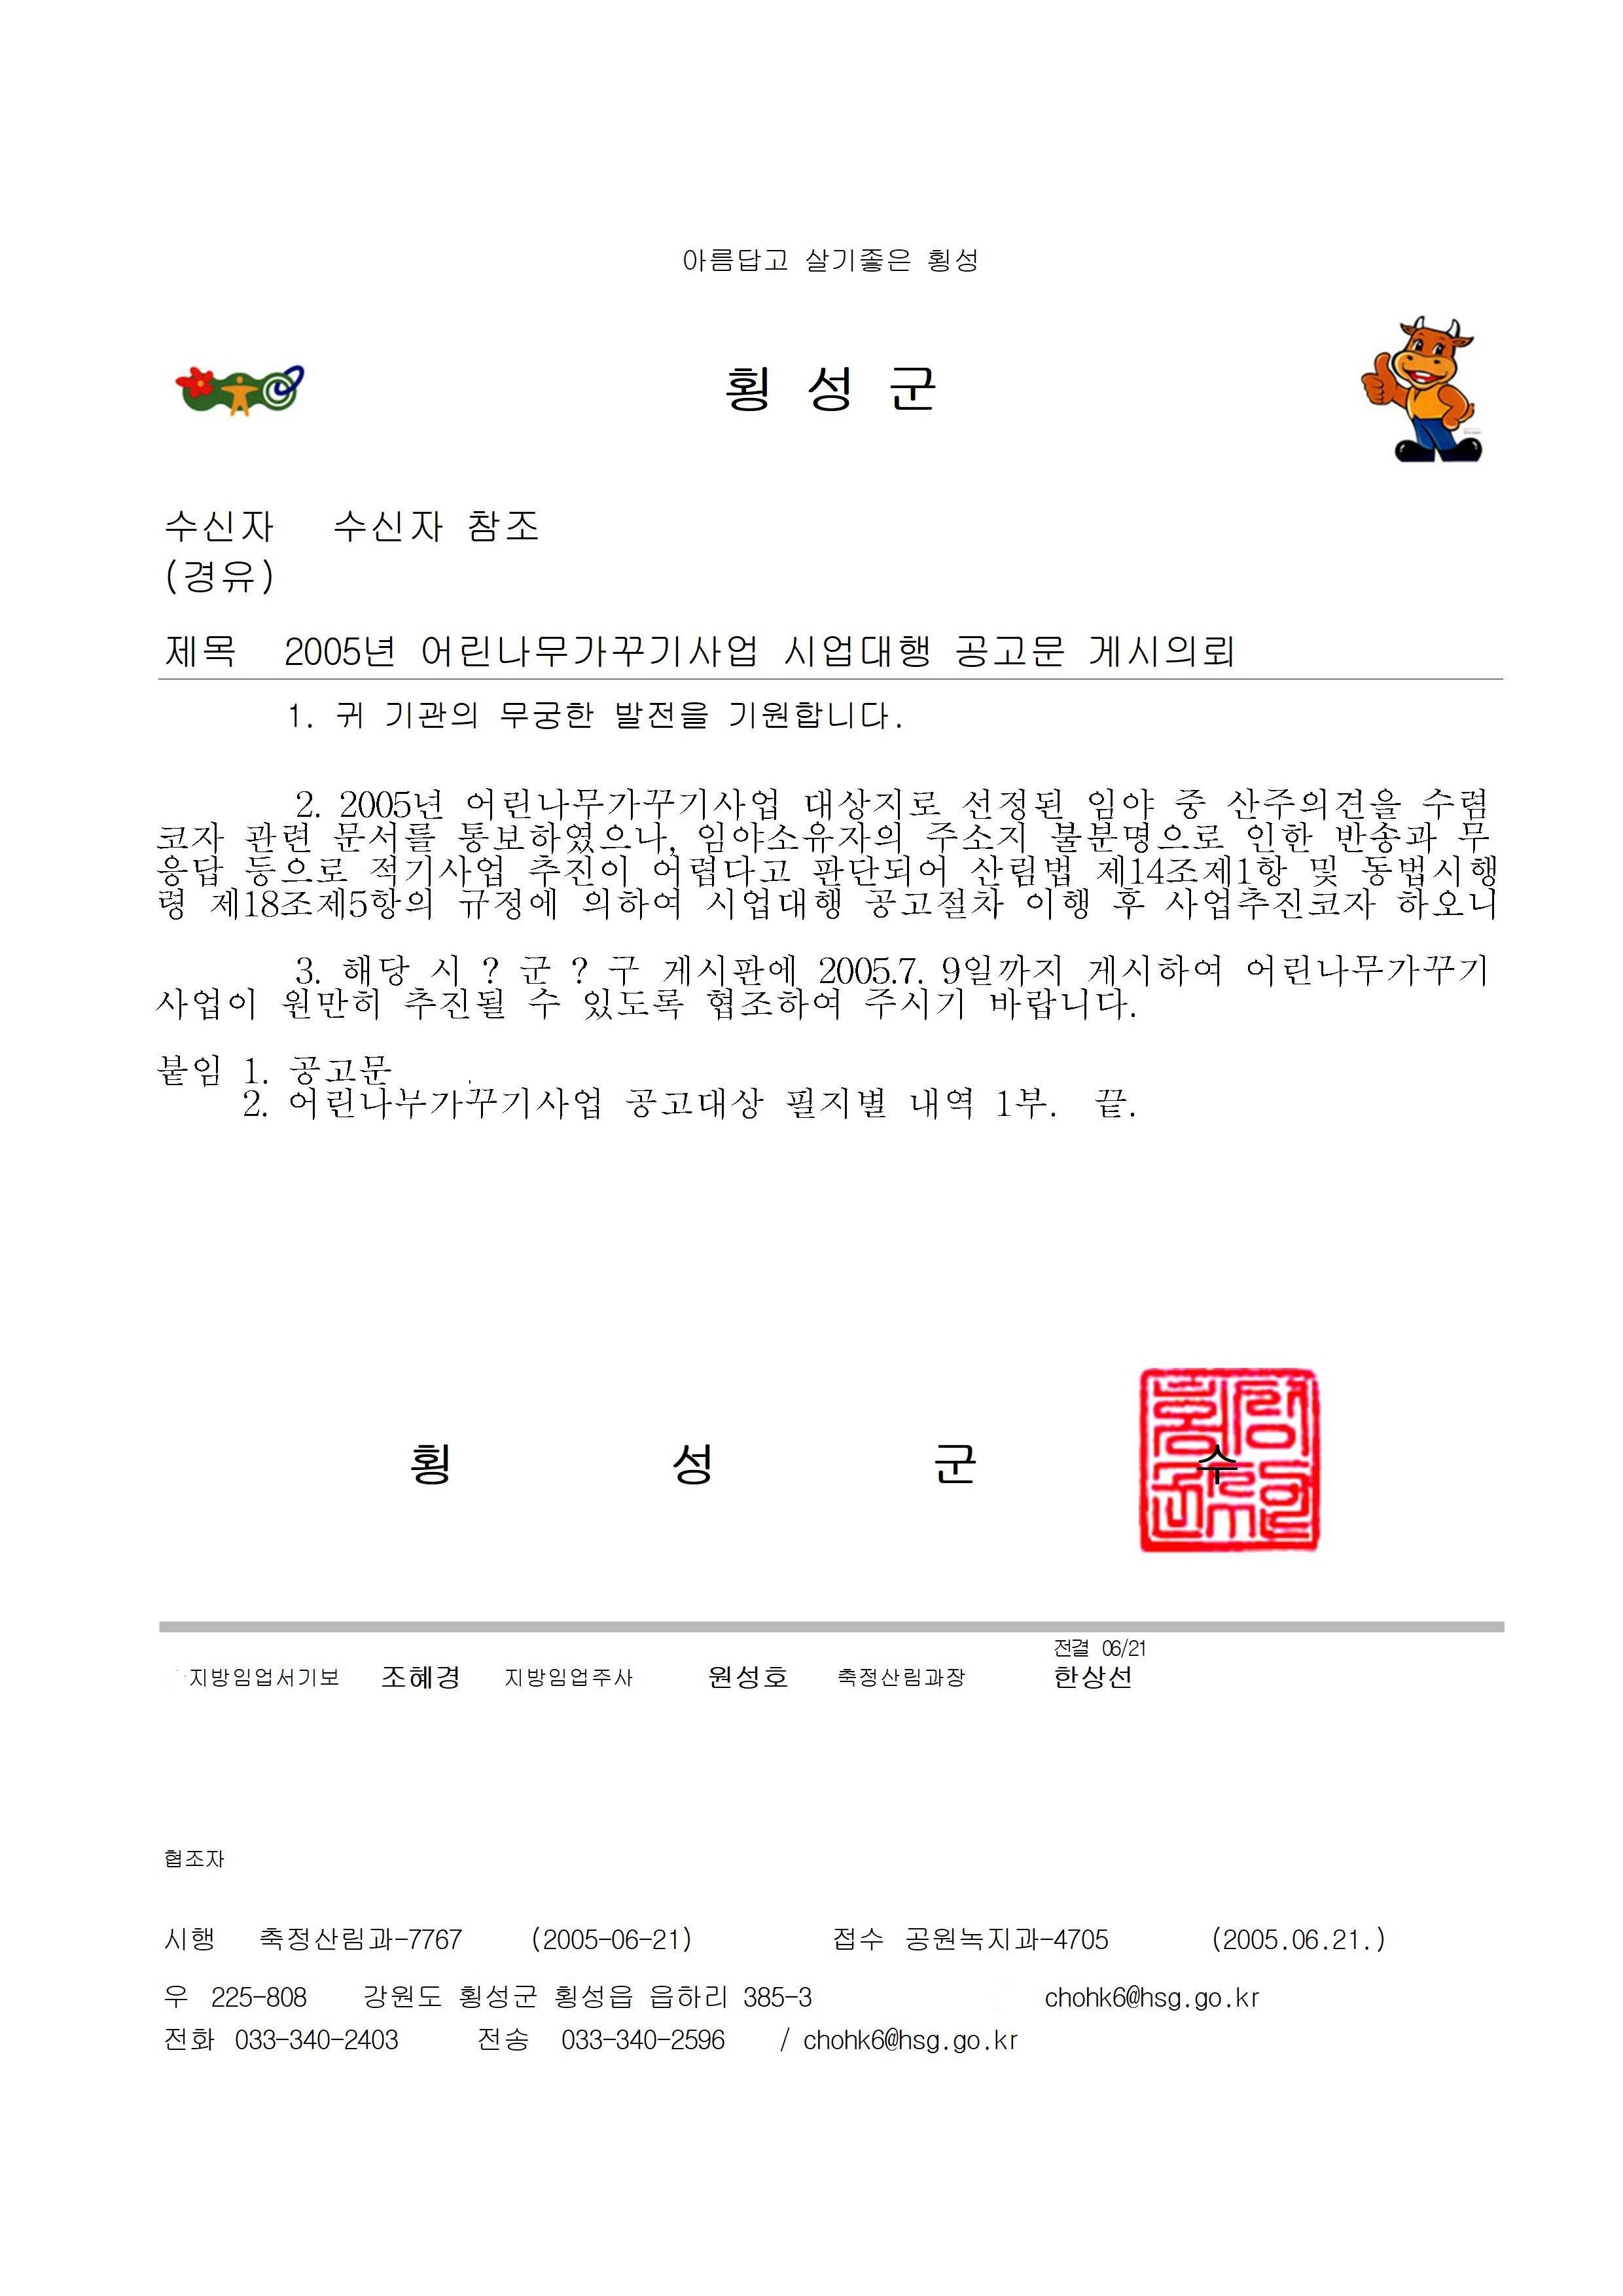 아름답고 살기좋은 횡성
횡 성 군
수신자 수신자 참조
(경유)
제목 2005년 어린나무가꾸기사업 시업대행 공고문 게시의뢰
1. 귀 기관의 무궁한 발전을 기원합니다.
2. 2005년 어린나무가꾸기사업 대상지로 선정된 임야 중 산주의견을 수렴
코자 관련 문서를 통보하였으나, 임야소유자의 주소지 불분명으로 인한 반송과 무
응답 등으로 적기사업 추진이 어렵다고 판단되어 산림법 제14조제1항 및 동법시행
령 제18조제5항의 규정에 의하여 시업대행 공고절차 이행 후 사업추진코자 하오니
3. 해당 시 ? 군 ? 구 게시판에 2005.7. 9일까지 게시하여 어린나무가꾸기
사업이 원만히 추진될 수 있도록 협조하여 주시기 바랍니다.
붙임 1. 공고문
2. 어린나무가꾸기사업 공고대상 필지별 내역 1부. 끝.
횡 성 군 수
전결 06/21
지방임업서기보 조혜경 지방임업주사 원성호 축정산림과장 한상선
협조자
시행 축정산림과-7767 (2005-06-21) 접수 공원녹지과-4705 (2005.06.21.)
우 225-808 강원도 횡성군 횡성읍 읍하리 385-3 chohk6@hsg.go.kr
전화 033-340-2403 전송 033-340-2596 / chohk6@hsg.go.kr